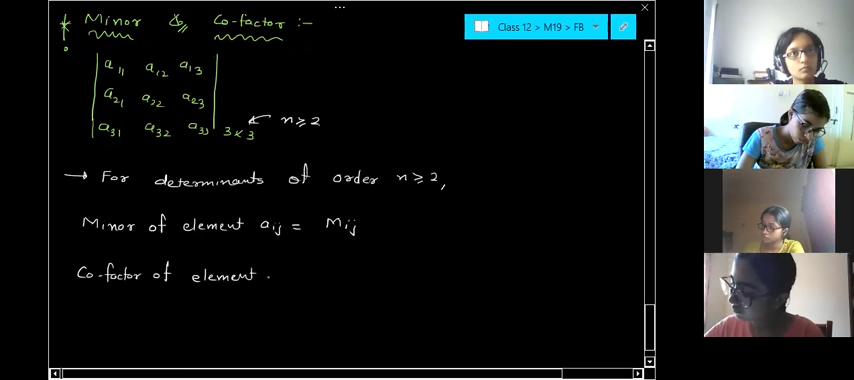 * Minor & Co-factor :-
Class 12 > M19 > FB
a11 a12 a13
a21 a22 a23
a31 a32 a33 3×3 ← n≥2
→ For determinants of order n≥2,
Minor of element aij = Mij
Co-factor of element .